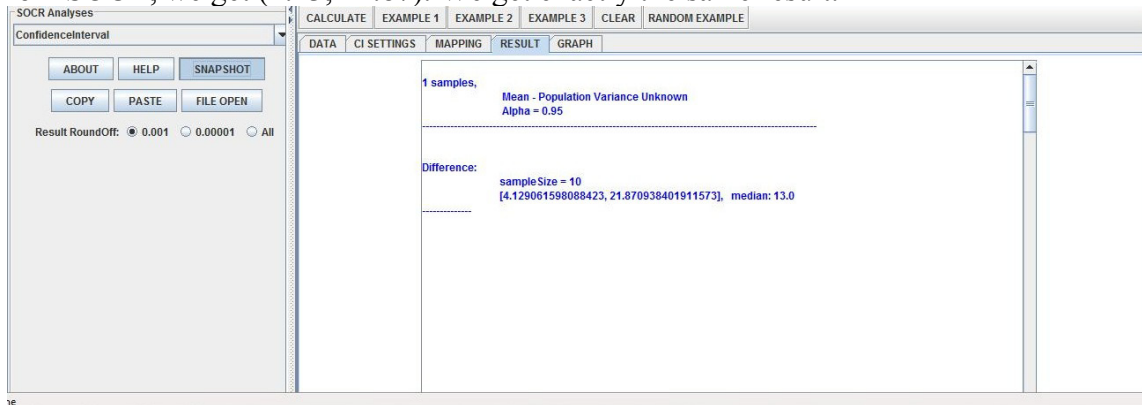 SOCR Analyses
ConfidenceInterval
ABOUT HELP SNAPSHOT
COPY PASTE FILE OPEN
Result RoundOff: 0.001 0.00001 All
CALCULATE EXAMPLE 1 EXAMPLE 2 EXAMPLE 3 CLEAR RANDOM EXAMPLE
DATA CI SETTINGS MAPPING RESULT GRAPH
1 samples,
Mean - Population Variance Unknown
Alpha = 0.95
Difference:
sampleSize = 10
[4.129061598088423, 21.870938401911573], median: 13.0